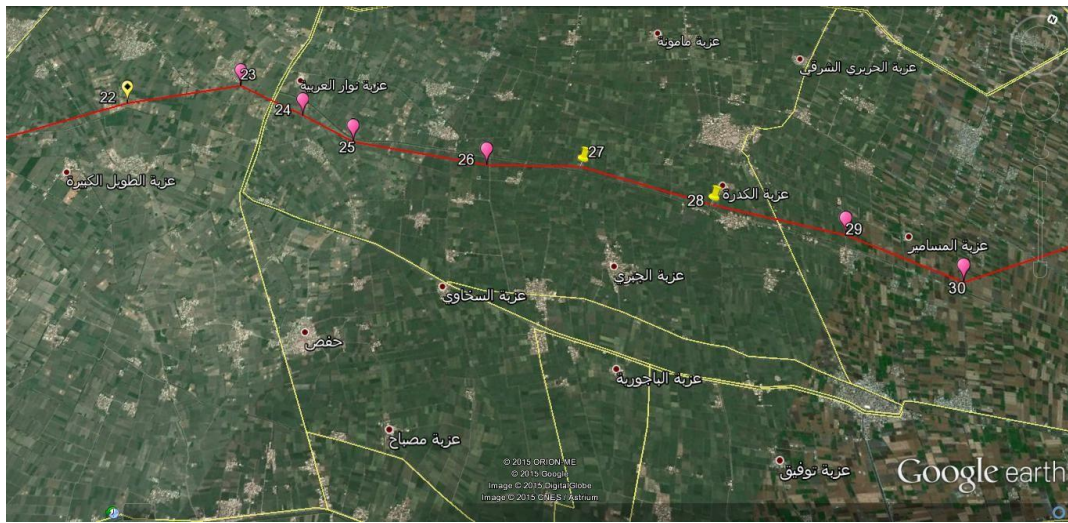 عزبة مامونة
عزبة الحريري الشرقي
23
عزبة نوار الغربية
22
24
25
26
27
عزبة الطويل الكبيرة
عزبة الكدرة
28
29
عزبة المسامير
عزبة الجيزي
30
عزبة السخاوى
حفص
عزبة الباجورية
عزبة مصباح
عزبة توفيق
© 2015 ORION-ME
© 2015 Google
Image © 2015 DigitalGlobe
Image © 2015 CNES / Astrium
Google earth
N